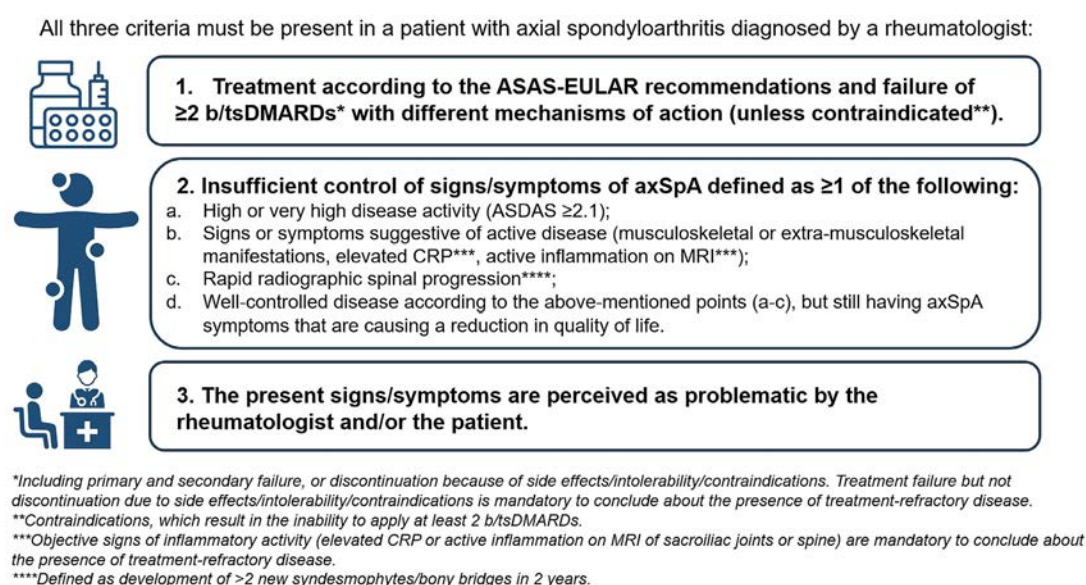 All three criteria must be present in a patient with axial spondyloarthritis diagnosed by a rheumatologist:
1. Treatment according to the ASAS-EULAR recommendations and failure of
≥2 b/tsDMARDs* with different mechanisms of action (unless contraindicated**).
2. Insufficient control of signs/symptoms of axSpA defined as ≥1 of the following:
a. High or very high disease activity (ASDAS ≥2.1);
b. Signs or symptoms suggestive of active disease (musculoskeletal or extra-musculoskeletal
manifestations, elevated CRP***, active inflammation on MRI***);
c. Rapid radiographic spinal progression****;
d. Well-controlled disease according to the above-mentioned points (a-c), but still having axSpA
symptoms that are causing a reduction in quality of life.
3. The present signs/symptoms are perceived as problematic by the
rheumatologist and/or the patient.
*Including primary and secondary failure, or discontinuation because of side effects/intolerability/contraindications. Treatment failure but not
discontinuation due to side effects/intolerability/contraindications is mandatory to conclude about the presence of treatment-refractory disease.
**Contraindications, which result in the inability to apply at least 2 b/tsDMARDs.
***Objective signs of inflammatory activity (elevated CRP or active inflammation on MRI of sacroiliac joints or spine) are mandatory to conclude about
the presence of treatment-refractory disease.
****Defined as development of >2 new syndesmophytes/bony bridges in 2 years.